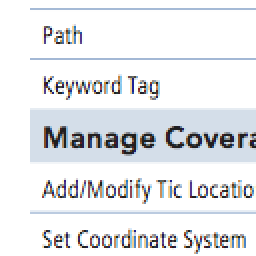 Path
Keyword Tag
Manage Covera
Add/Modify Tic Locatio
Set Coordinate System